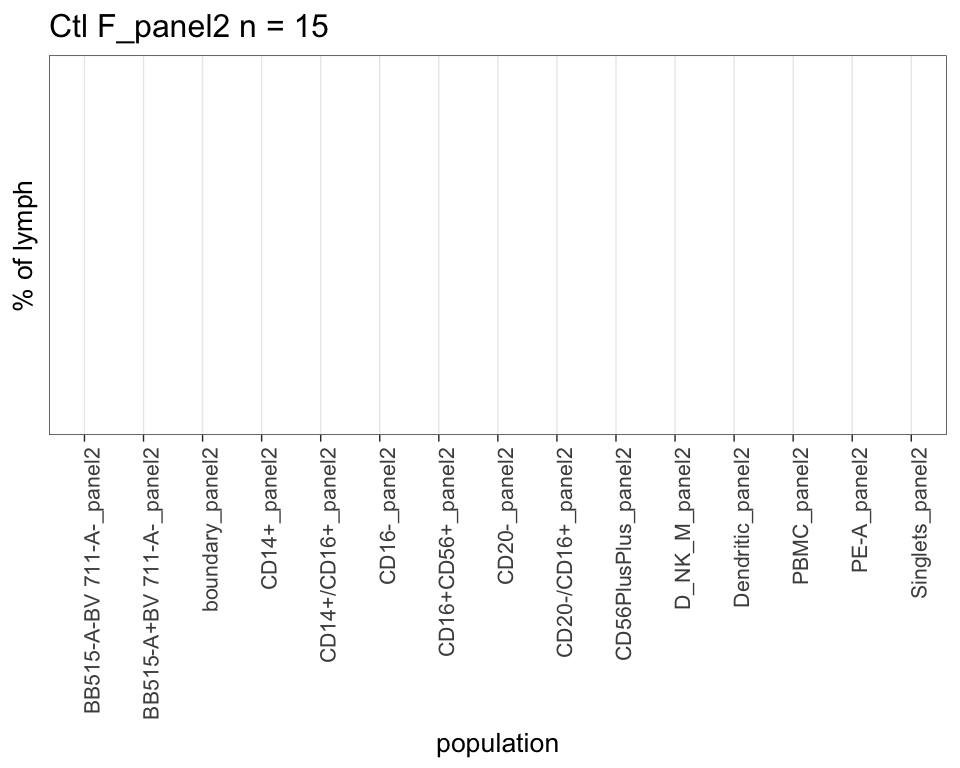 Ctl F_panel2 n = 15
% of lymph
BB515-A-BV 711-A-_panel2
BB515-A+BV 711-A-_panel2
boundary_panel2
CD14+_panel2
CD14+/CD16+_panel2
CD16-_panel2
CD16+CD56+_panel2
CD20-_panel2
CD20-/CD16+_panel2
CD56PlusPlus_panel2
D_NK_M_panel2
Dendritic_panel2
PBMC_panel2
PE-A_panel2
Singlets_panel2
population